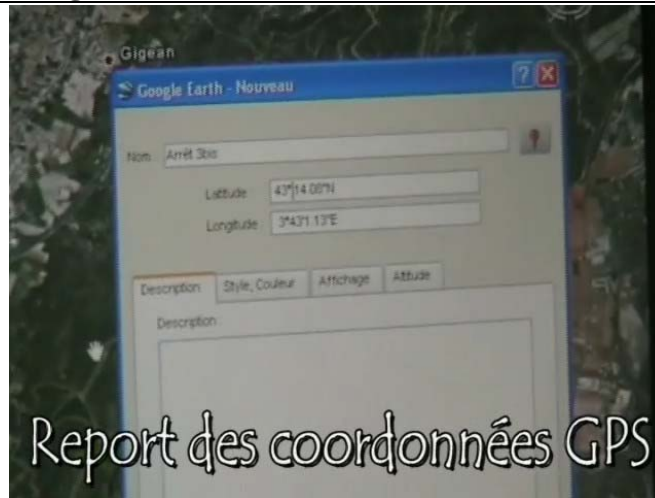 Gigean
Google Earth - Nouveau
Nom : Arrêt 3bis
Latitude : 43°14.08"N
Longitude : 3°43'1.13"E
Description Style, Couleur Affichage Altitude
Description
Report des coordonnées GPS